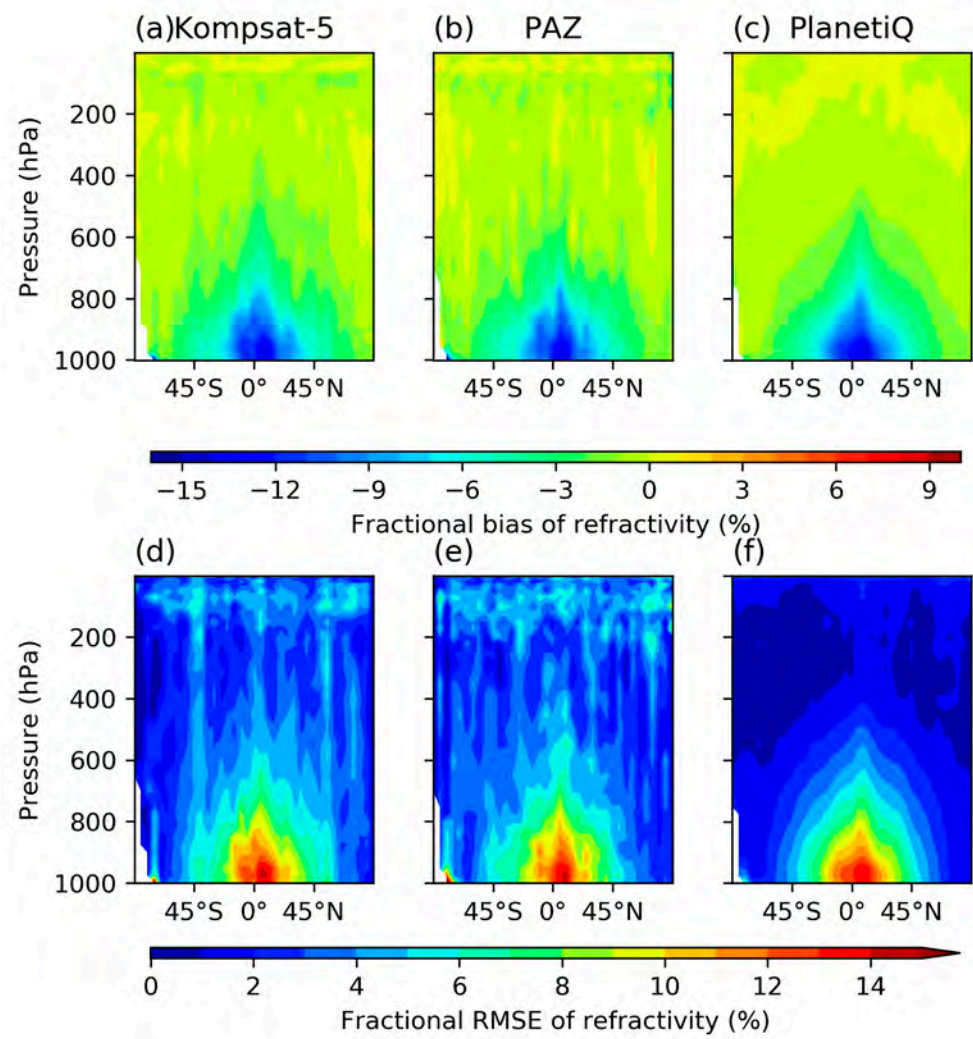 (a)Kompsat-5 (b) PAZ (c) PlanetiQ
Pressure (hPa)
200
400
600
800
1000
45°S 0° 45°N 45°S 0° 45°N 45°S 0° 45°N
−15 −12 −9 −6 −3 0 3 6 9
Fractional bias of refractivity (%)
(d) (e) (f)
Pressure (hPa)
200
400
600
800
1000
45°S 0° 45°N 45°S 0° 45°N 45°S 0° 45°N
0 2 4 6 8 10 12 14
Fractional RMSE of refractivity (%)